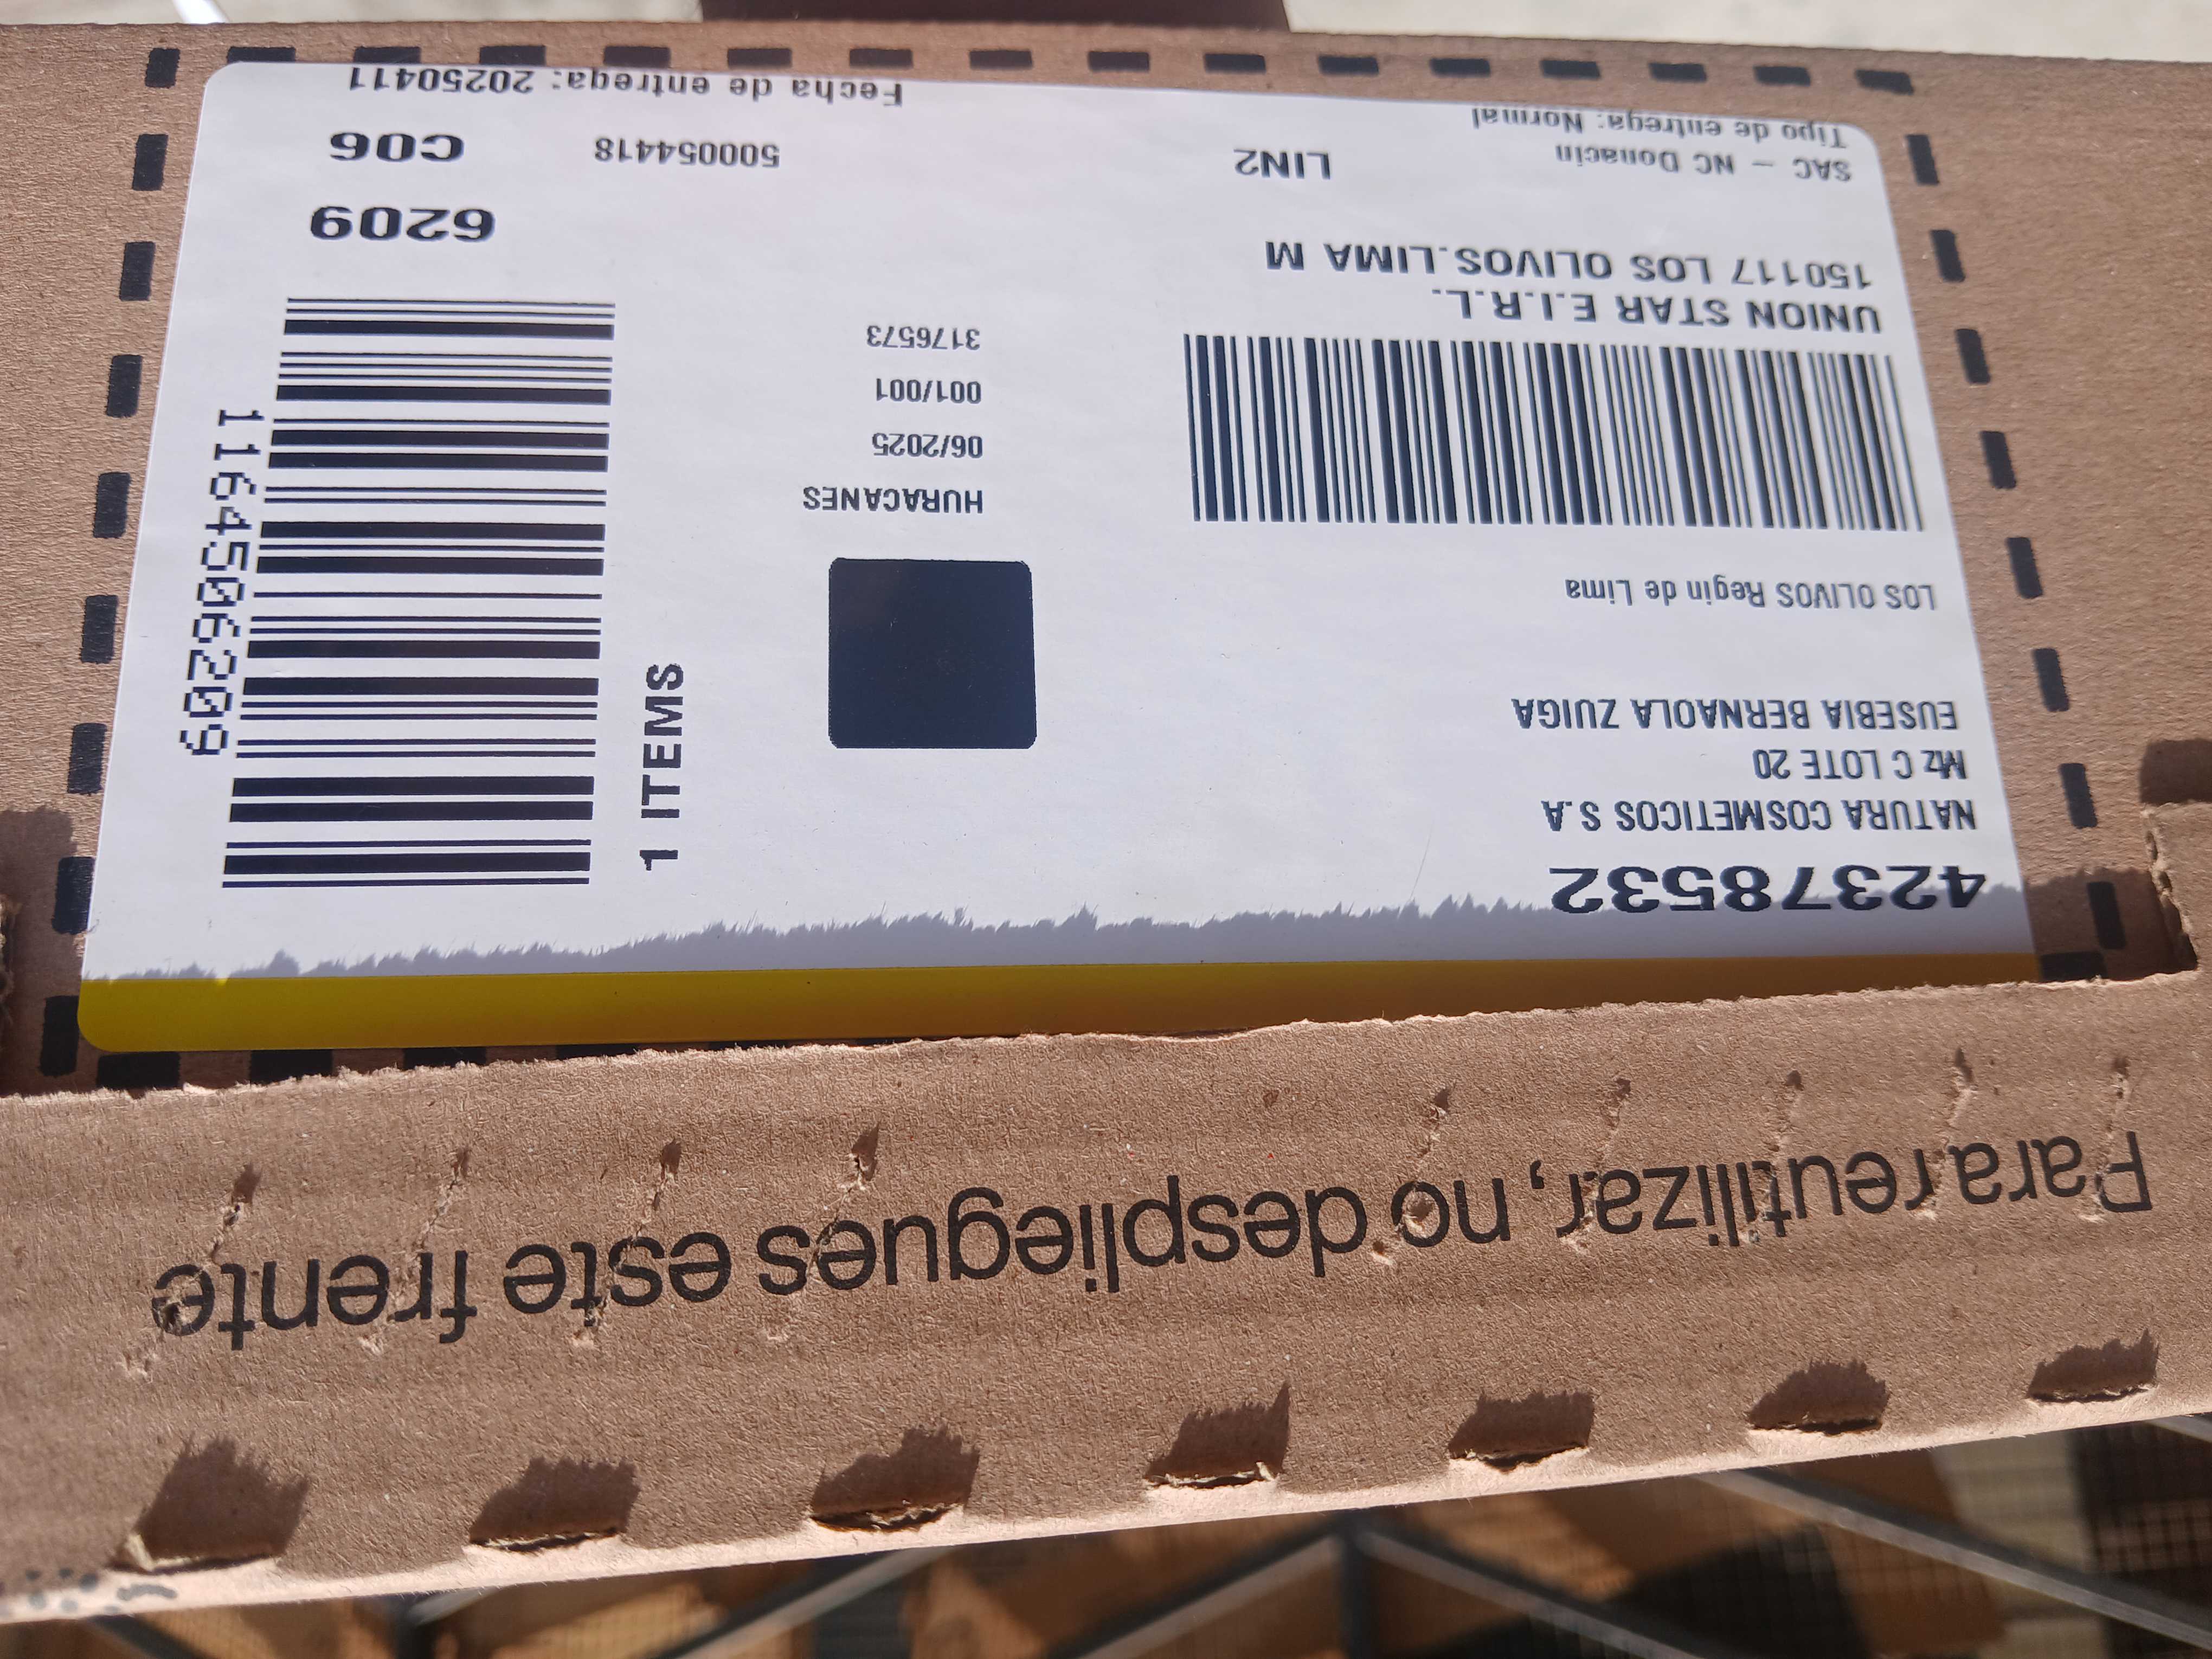 42378532
NATURA COSMETICOS S.A
Mz C LOTE 20
EUSEBIA BERNAOLA ZUIGA
LOS OLIVOS Regin de Lima
UNION STAR E.I.R.L.
150117 LOS OLIVOS.LIMA M
SAC - NC Donacin
LIN2
Tipo de entrega: Normal
HURACANES
06/2025
001/001
3176573
1 ITEMS
1164506209
6209
500054418
C06
Fecha de entrega: 20250411
Para reutilizar, no despliegues este frente